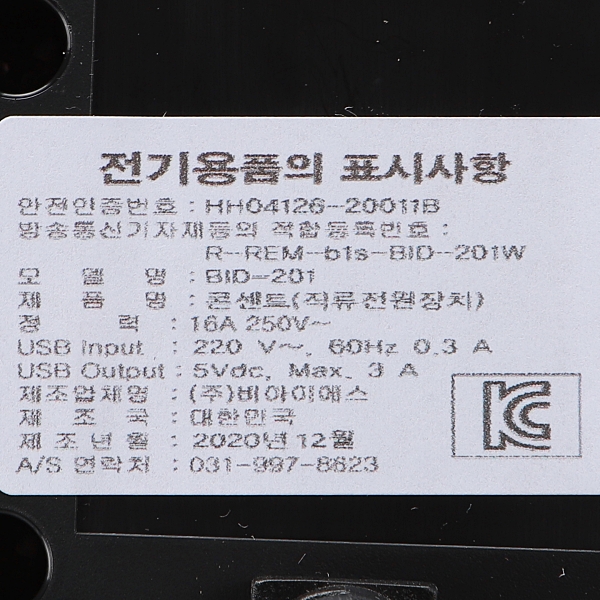 전기용품의 표시사항
안전인증번호 : HH04126-20011B
방송통신기자재등의 적합등록번호 :
R-R-REM-b1s-BID-201W
모 델 명 : BID-201
제 품 명 : 콘센트(직류전원장치)
정 력 : 16A 250V~
USB Input : 220 V~, 60Hz 0.3 A
USB Output : 5Vdc, Max, 3 A
제조업체명 : (주)비아이에스
제 조 국 : 대한민국
제 조 년 월 : 2020년 12월
A/S 연락처 : 031-997-8623
KC